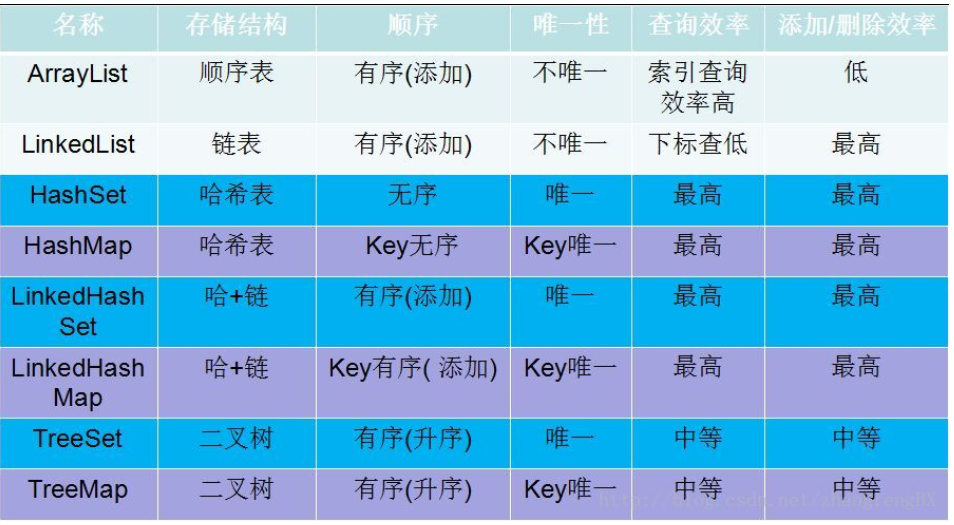 名称 存储结构 顺序 唯一性 查询效率 添加/删除效率
ArrayList 顺序表 有序(添加) 不唯一 索引查询 低
效率高
LinkedList 链表 有序(添加) 不唯一 下标查低 最高
HashSet 哈希表 无序 唯一 最高 最高
HashMap 哈希表 Key无序 Key唯一 最高 最高
LinkedHash 哈+链 有序(添加) 唯一 最高 最高
Set
LinkedHash 哈+链 Key有序( 添加) Key唯一 最高 最高
Map
TreeSet 二叉树 有序(升序) 唯一 中等 中等
TreeMap 二叉树 有序(升序) Key唯一 中等 中等